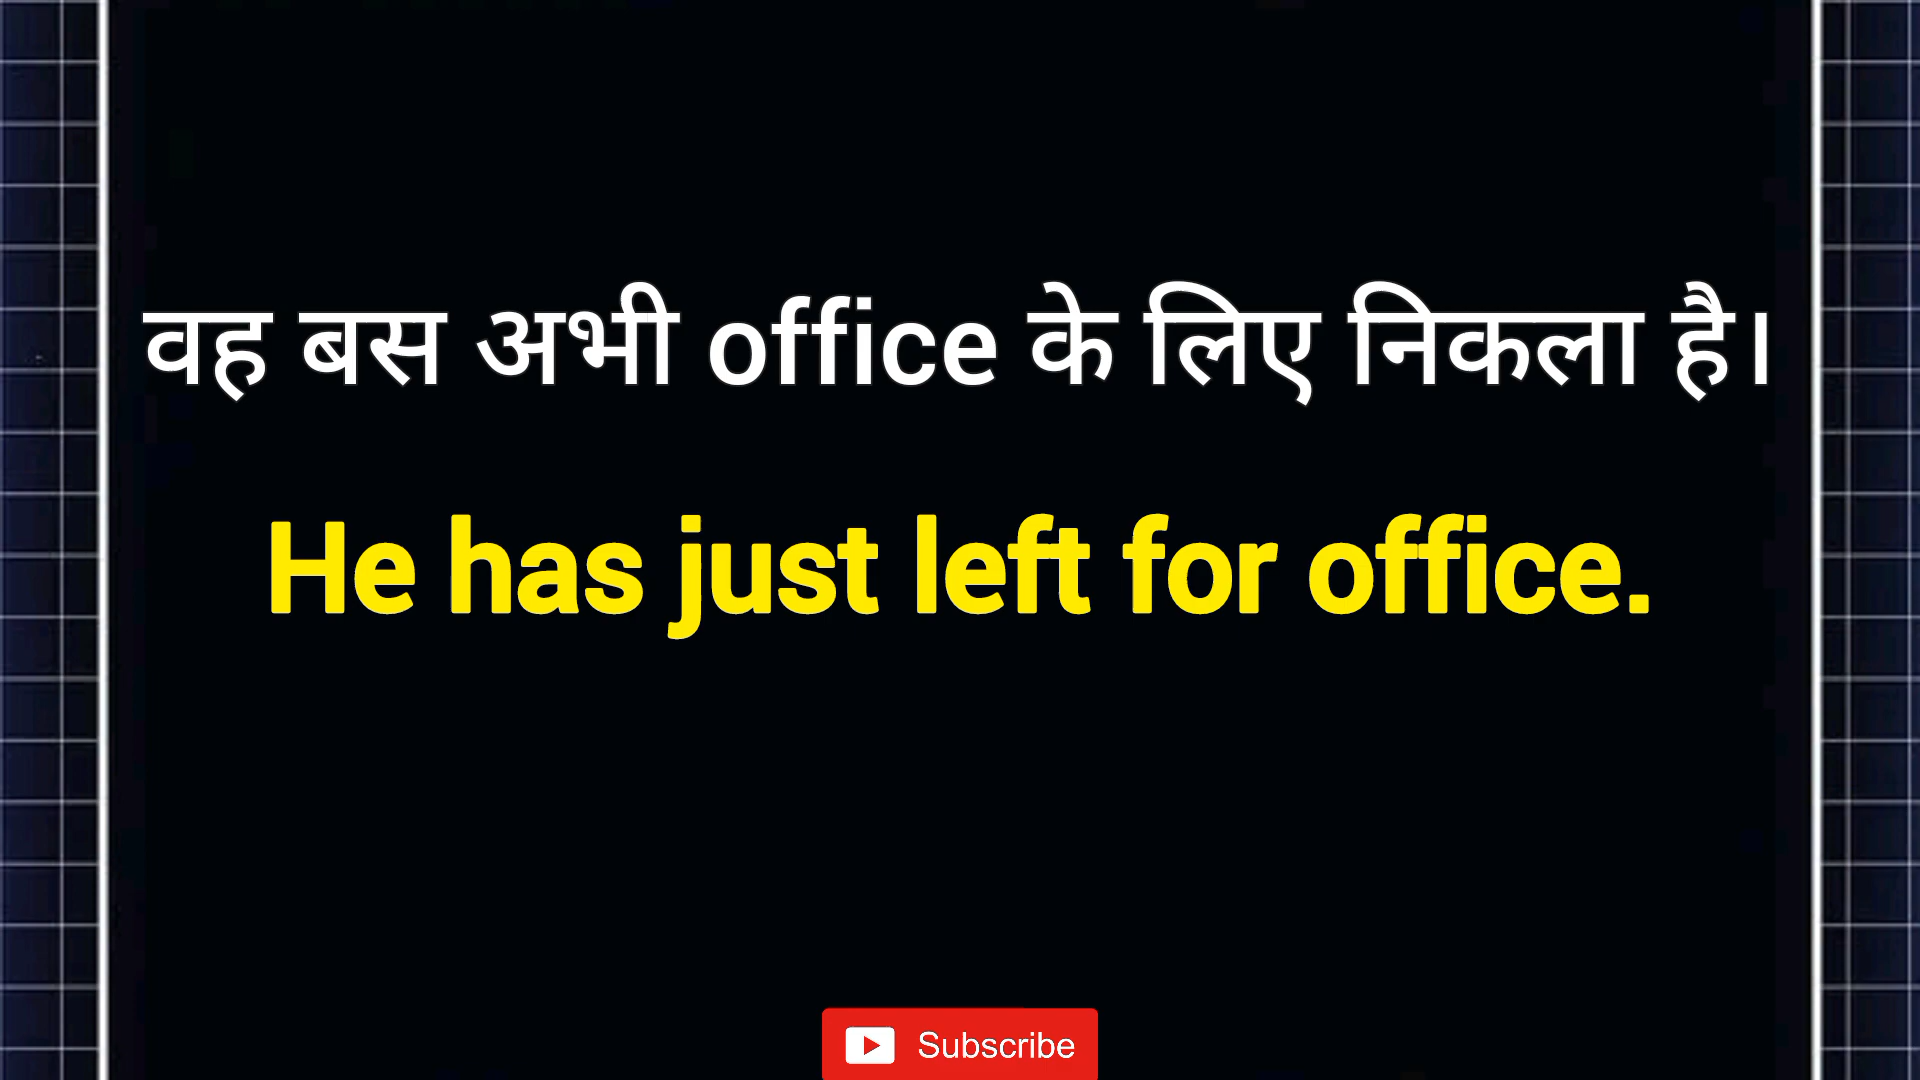 वह बस अभी office के लिए निकला है।
He has just left for office.
Subscribe